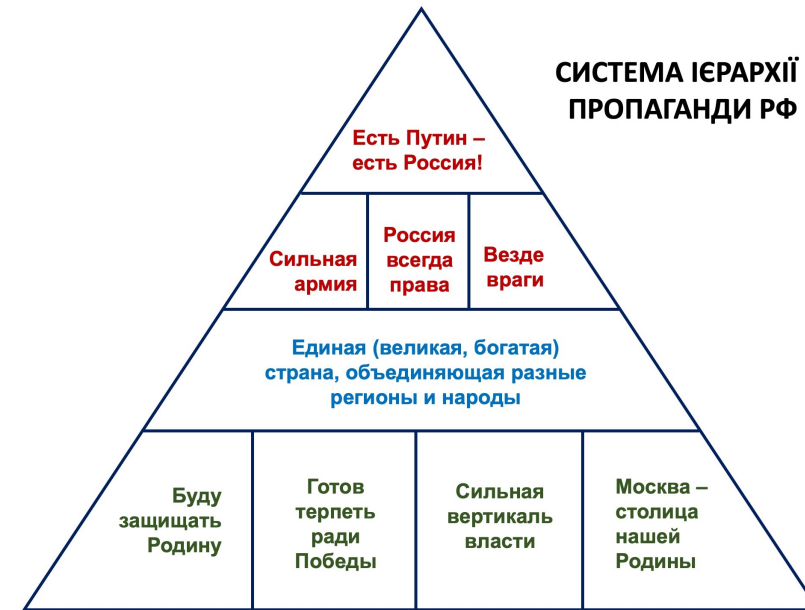 СИСТЕМА ІЄРАРХІЇ
ПРОПАГАНДИ РФ
Есть Путин –
есть Россия!
Сильная
армия
Россия
всегда
права
Везде
враги
Единая (великая, богатая)
страна, объединяющая разные
регионы и народы
Буду
защищать
Родину
Готов
терпеть
ради
Победы
Сильная
вертикаль
власти
Москва –
столица
нашей
Родины